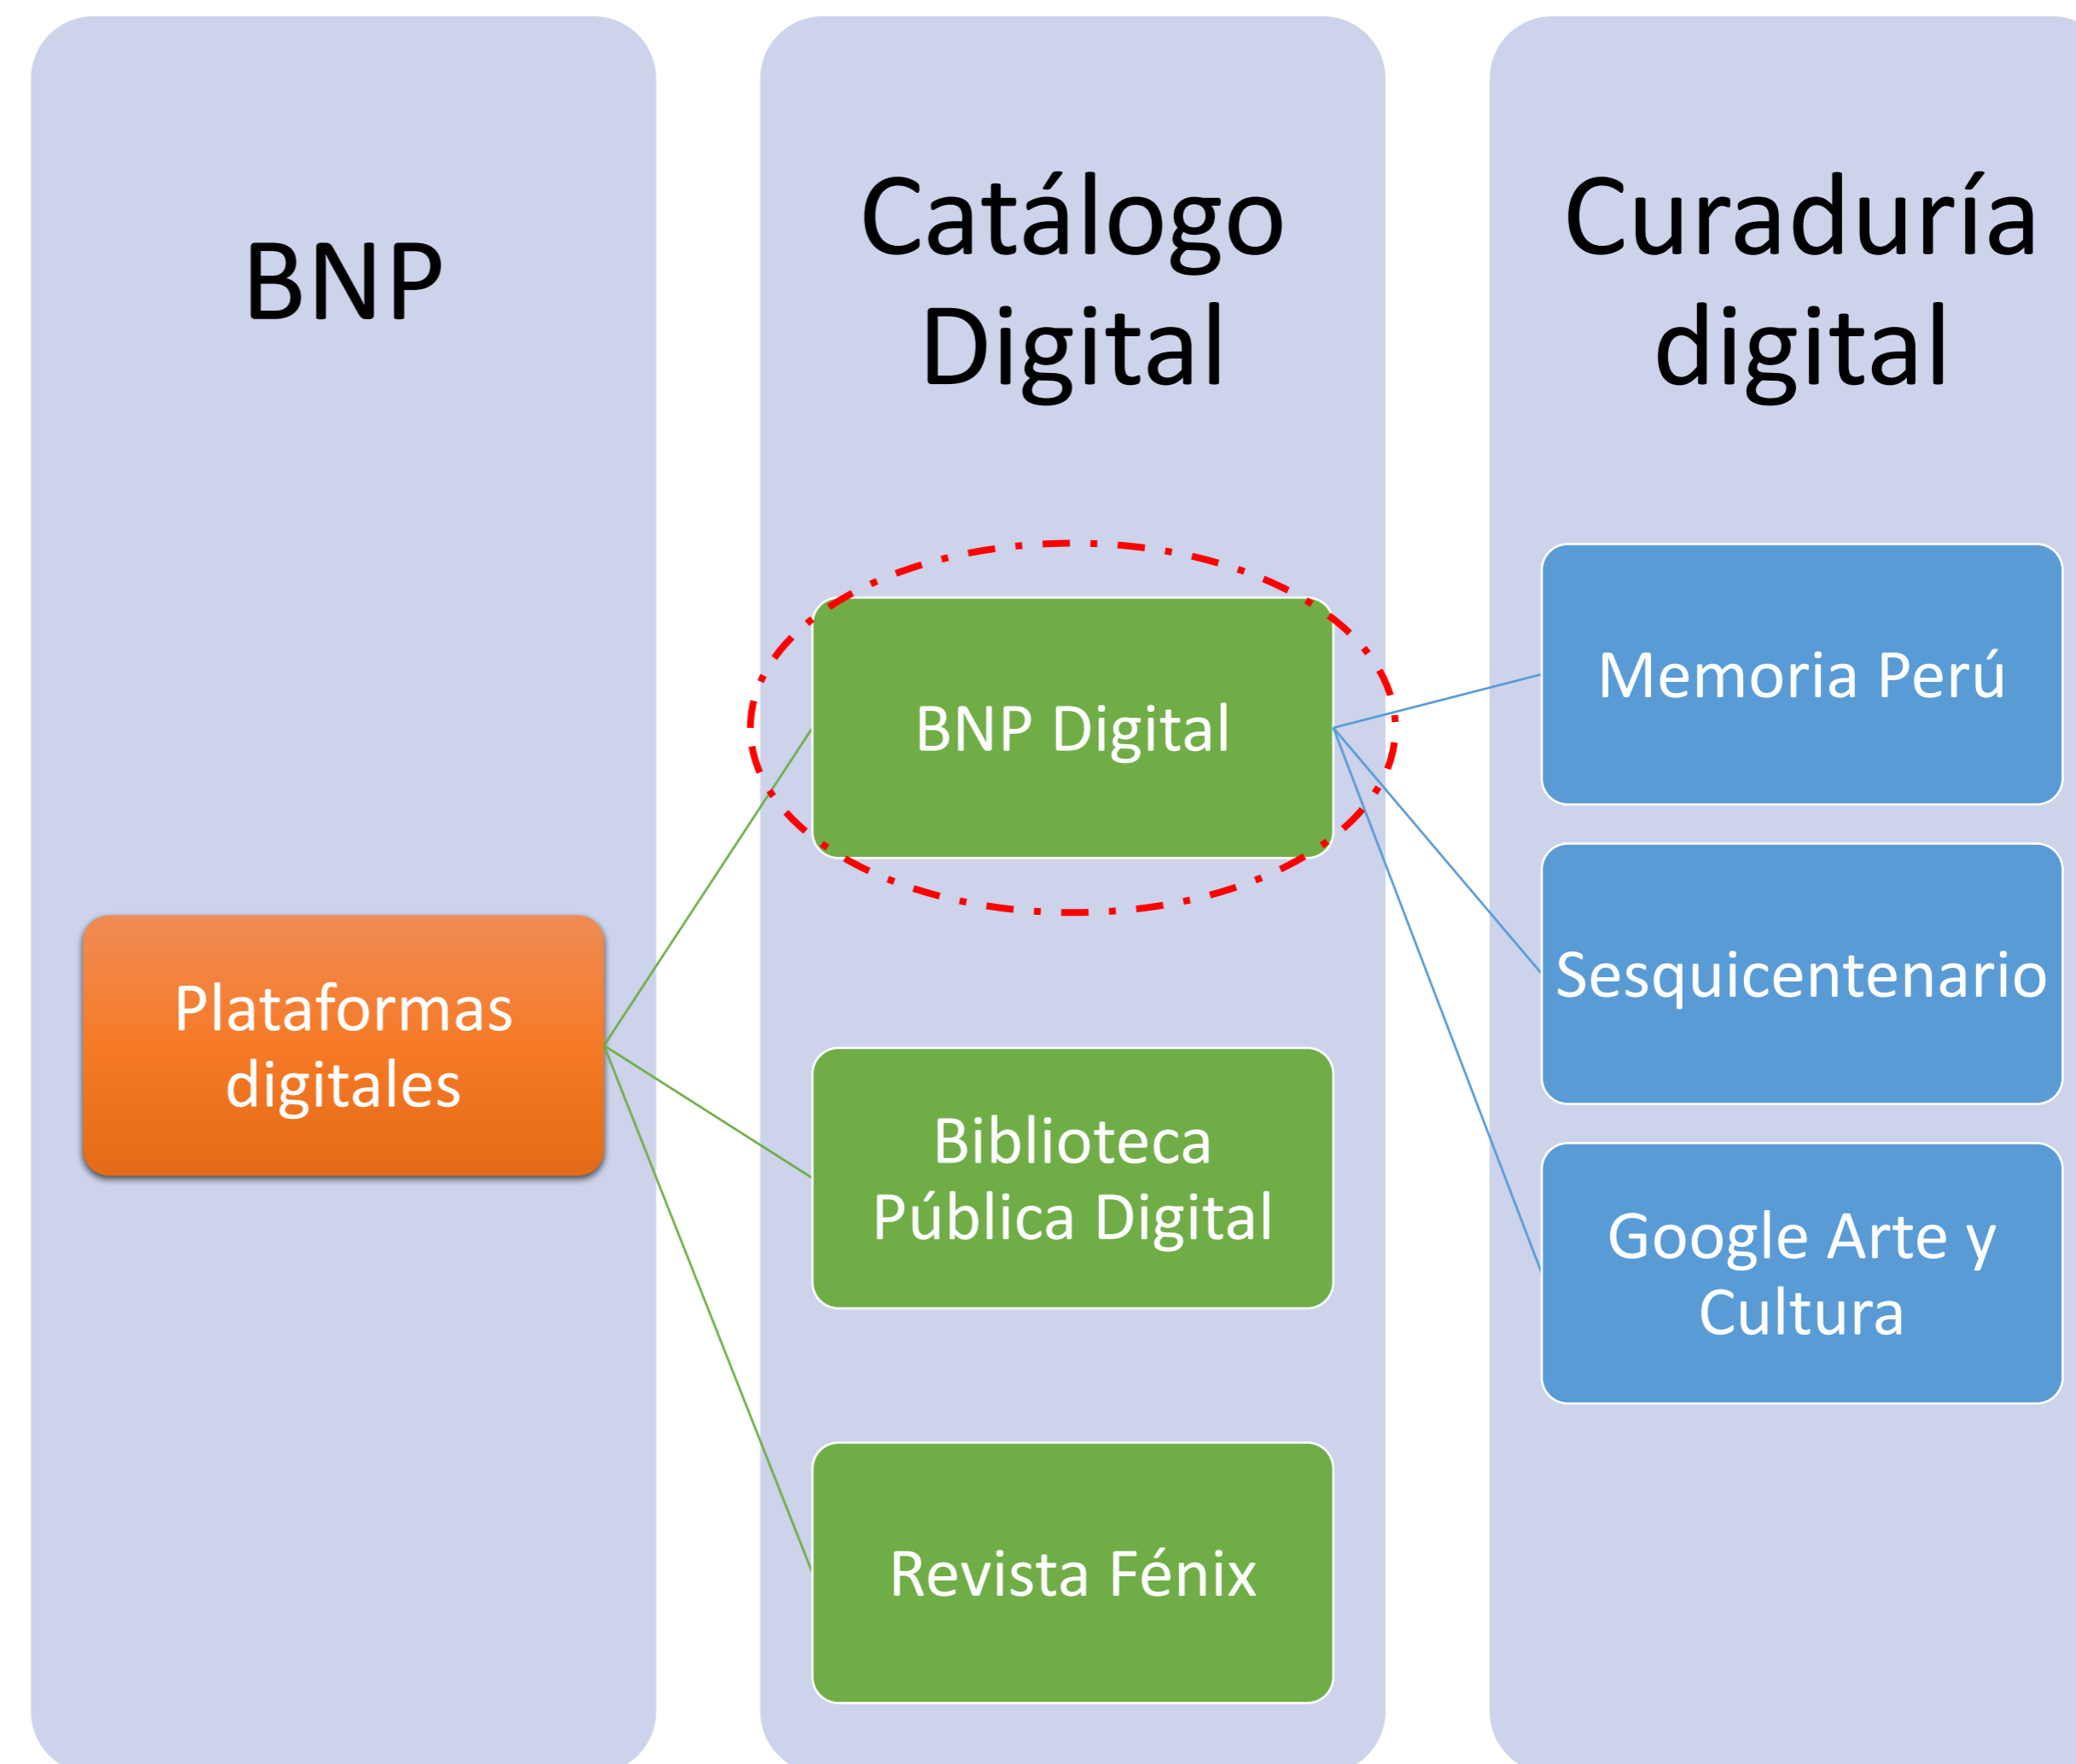 BNP
Plataformas
digitales
Catálogo
Digital
BNP Digital
Biblioteca
Pública Digital
Revista Fénix
Curaduría
digital
Memoria Perú
Sesquicentenario
Google Arte y
Cultura